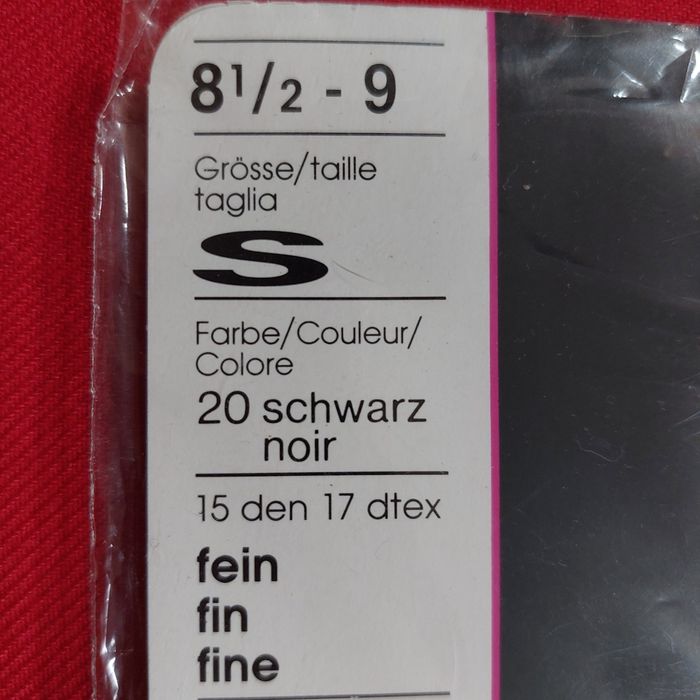 8 1/2 - 9
Grösse/taille
taglia
S
Farbe/Couleur/
Colore
20 schwarz
noir
15 den 17 dtex
fein
fin
fine